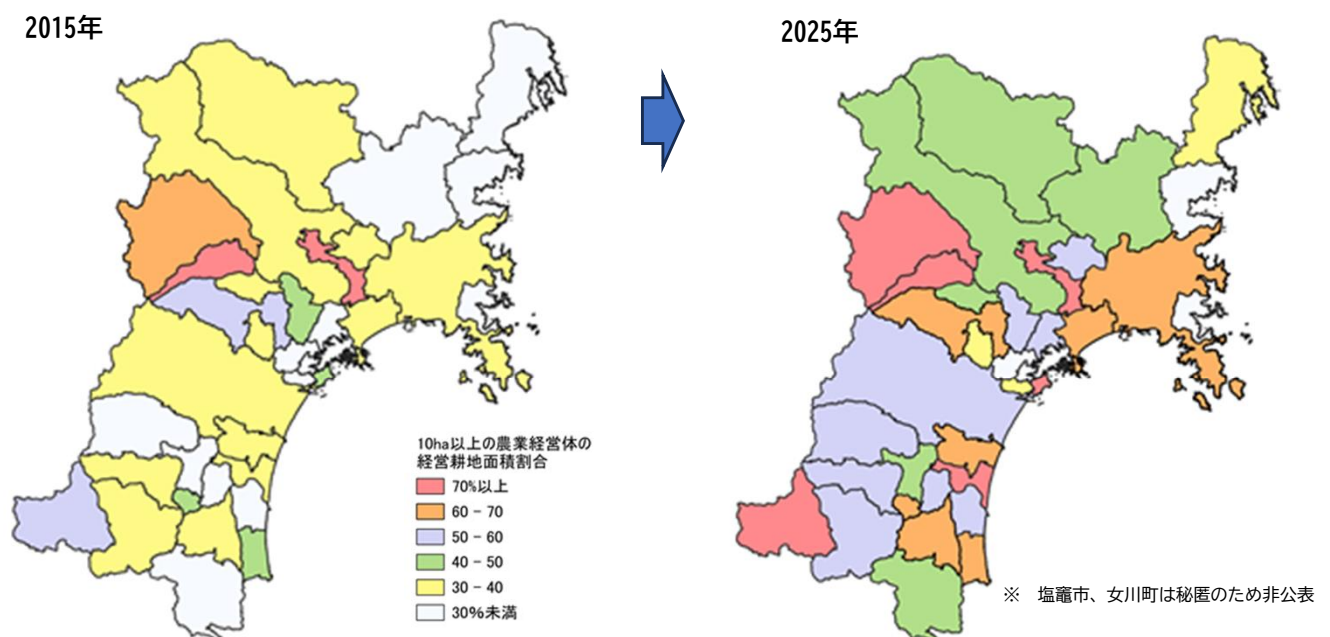 2015年
2025年
10ha以上の農業経営体の
経営耕地面積割合
70%以上
60 - 70
50 - 60
40 - 50
30 - 40
30%未満
※ 塩竈市、女川町は秘匿のため非公表